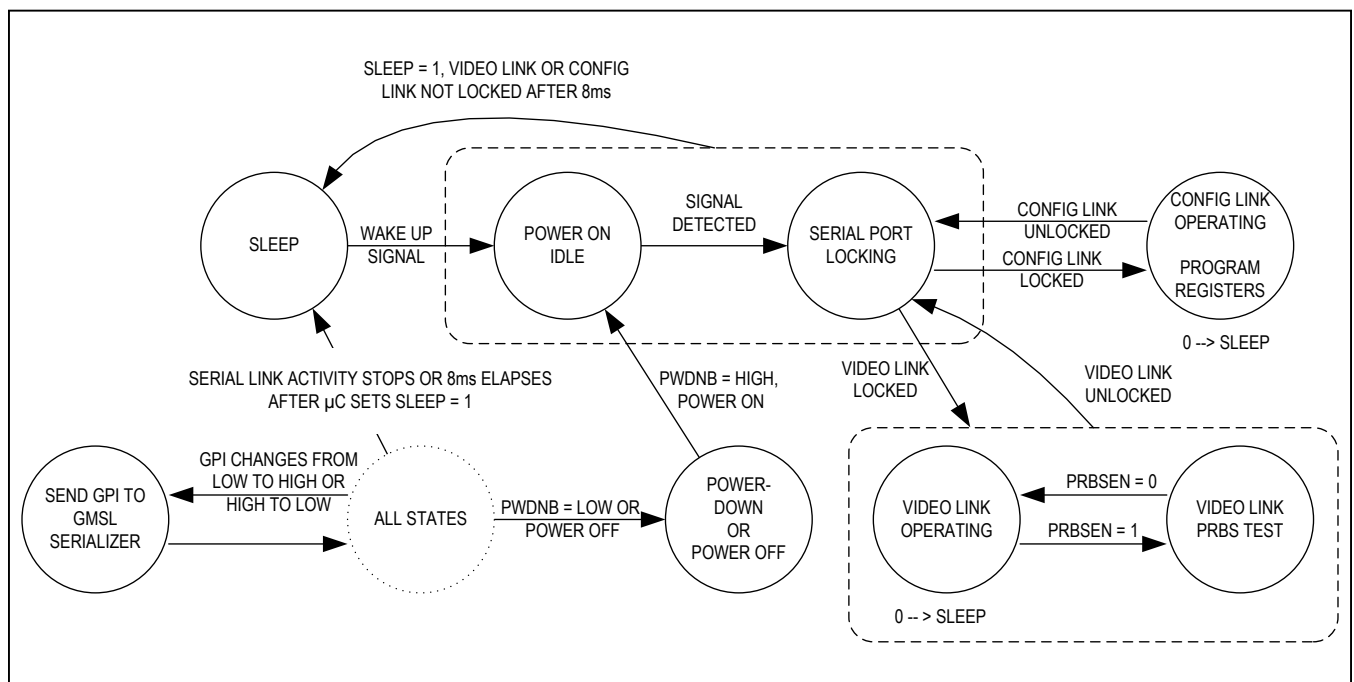 SLEEP = 1, VIDEO LINK OR CONFIG
LINK NOT LOCKED AFTER 8ms
SLEEP
WAKE UP
SIGNAL
POWER ON
IDLE
SIGNAL
DETECTED
SERIAL PORT
LOCKING
CONFIG LINK
UNLOCKED
CONFIG LINK
LOCKED
CONFIG LINK
OPERATING
PROGRAM
REGISTERS
0 --> SLEEP
SERIAL LINK ACTIVITY STOPS OR 8ms ELAPSES
AFTER µC SETS SLEEP = 1
PWDNB = HIGH,
POWER ON
VIDEO LINK
LOCKED
VIDEO LINK
UNLOCKED
SEND GPI TO
GMSL
SERIALIZER
GPI CHANGES FROM
LOW TO HIGH OR
HIGH TO LOW
ALL STATES
PWDNB = LOW OR
POWER OFF
POWER-
DOWN
OR
POWER OFF
VIDEO LINK
OPERATING
PRBSEN = 0
PRBSEN = 1
VIDEO LINK
PRBS TEST
0 -- > SLEEP